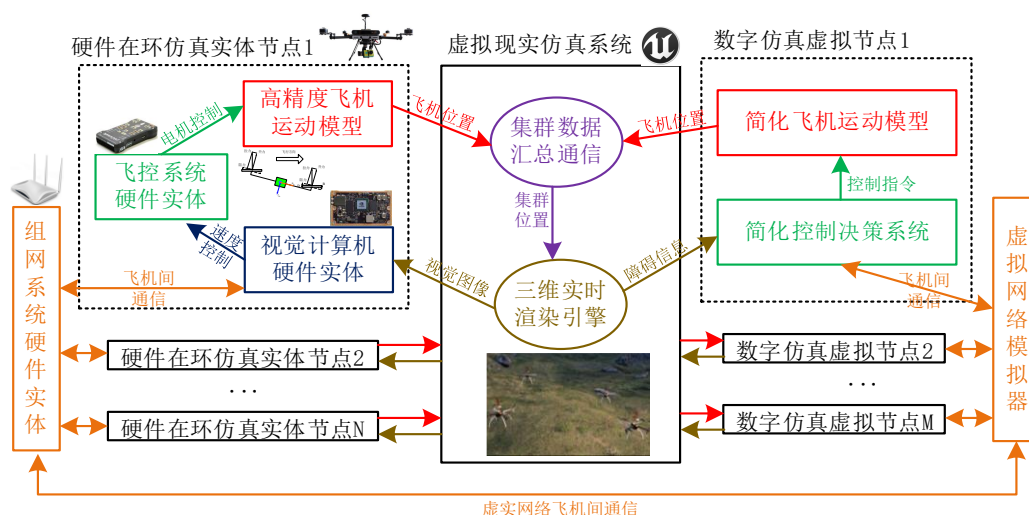 硬件在环仿真实体节点1
虚拟现实仿真系统
数字仿真虚拟节点1
高精度飞机
运动模型
电机控制
飞控系统
硬件实体
速度
控制
视觉计算机
硬件实体
飞机间
通信
飞机位置
集群数据
汇总通信
集群
位置
三维实时
渲染引擎
视觉图像
障碍信息
飞机位置
简化飞机运动模型
控制指令
简化控制决策系统
飞机间
通信
组网系统硬件实体
虚拟网络模拟器
硬件在环仿真实体节点2
...
硬件在环仿真实体节点N
数字仿真虚拟节点2
...
数字仿真虚拟节点M
虚实网络飞机间通信